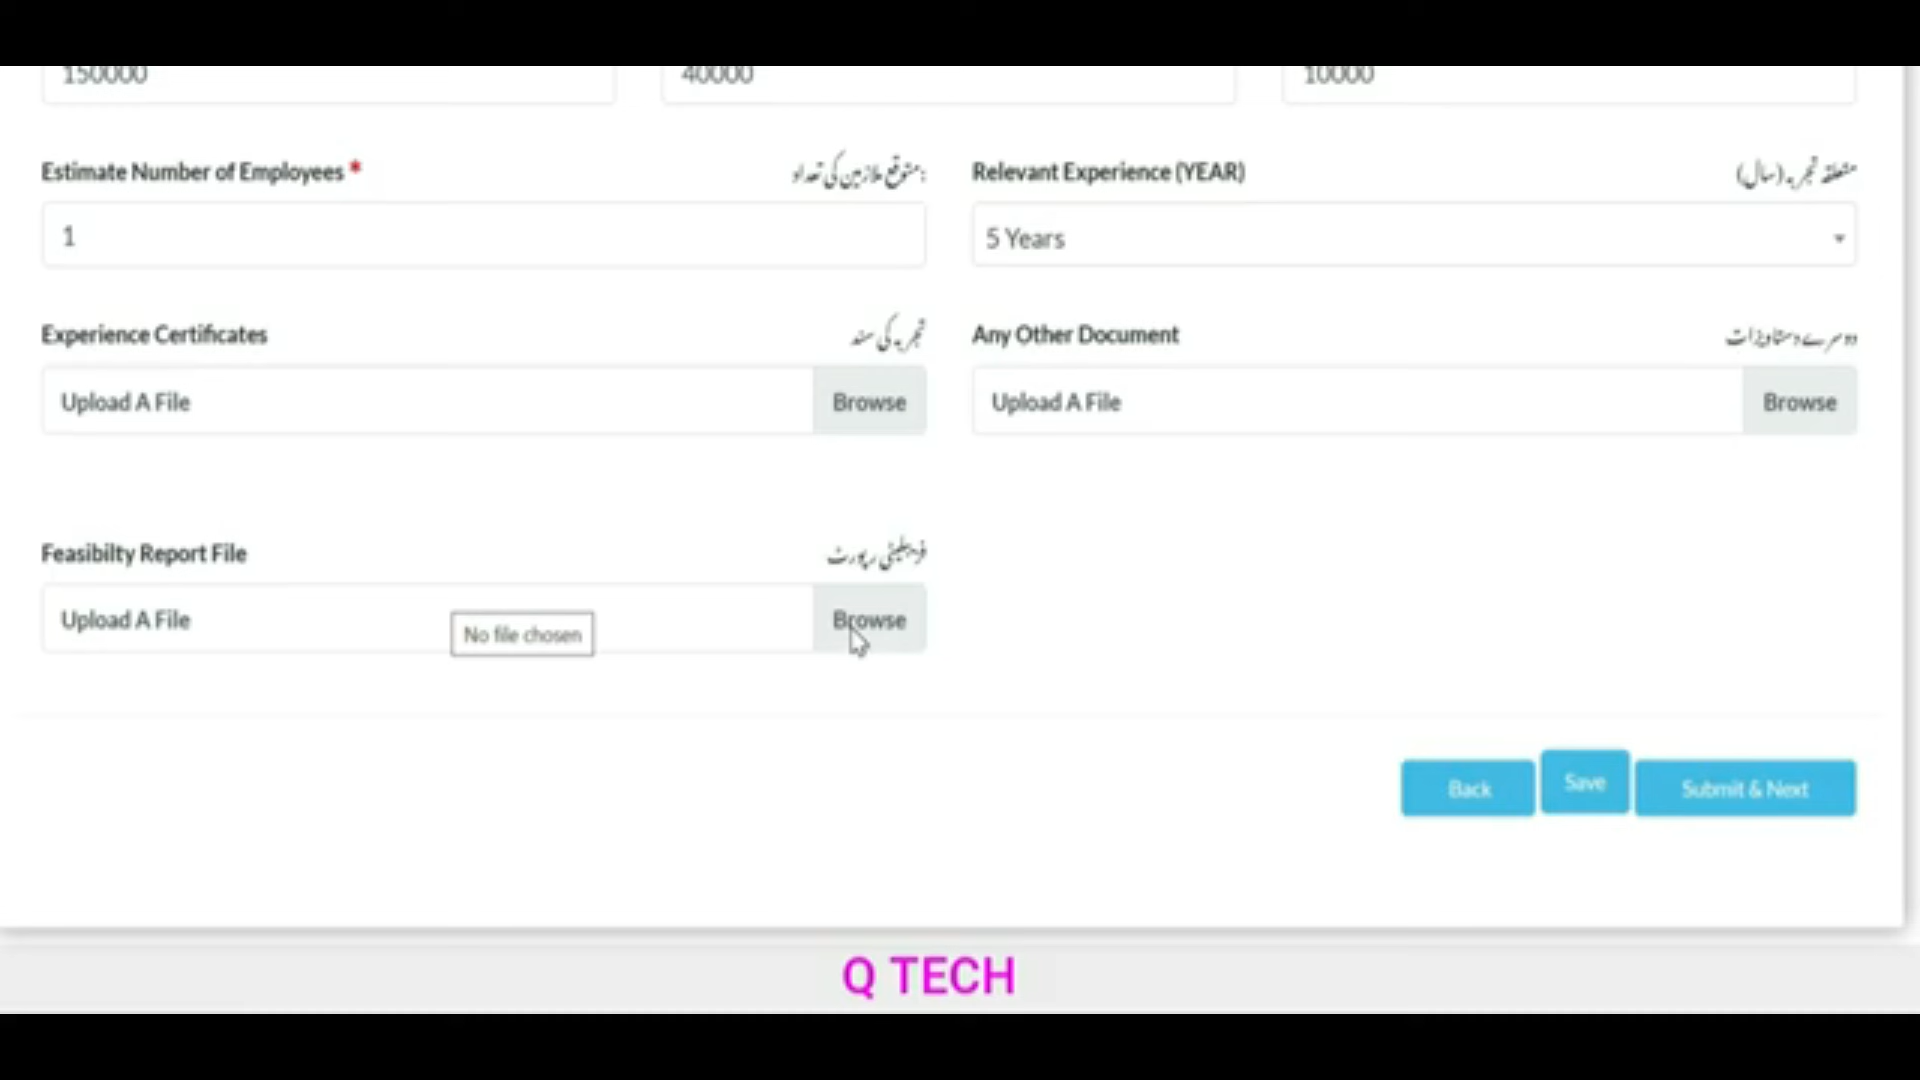 150000 40000 10000
Estimate Number of Employees * متوقع ملازمین کی تعداد: Relevant Experience (YEAR) متعلقہ تجربہ (سال)
1 5 Years
Experience Certificates تجربہ کی سند Any Other Document دوسرے دستاویزات
Upload A File Browse Upload A File Browse
Feasibilty Report File فزیبلیٹی رپورٹ
Upload A File No file chosen Browse
Back Save Submit & Next
Q TECH